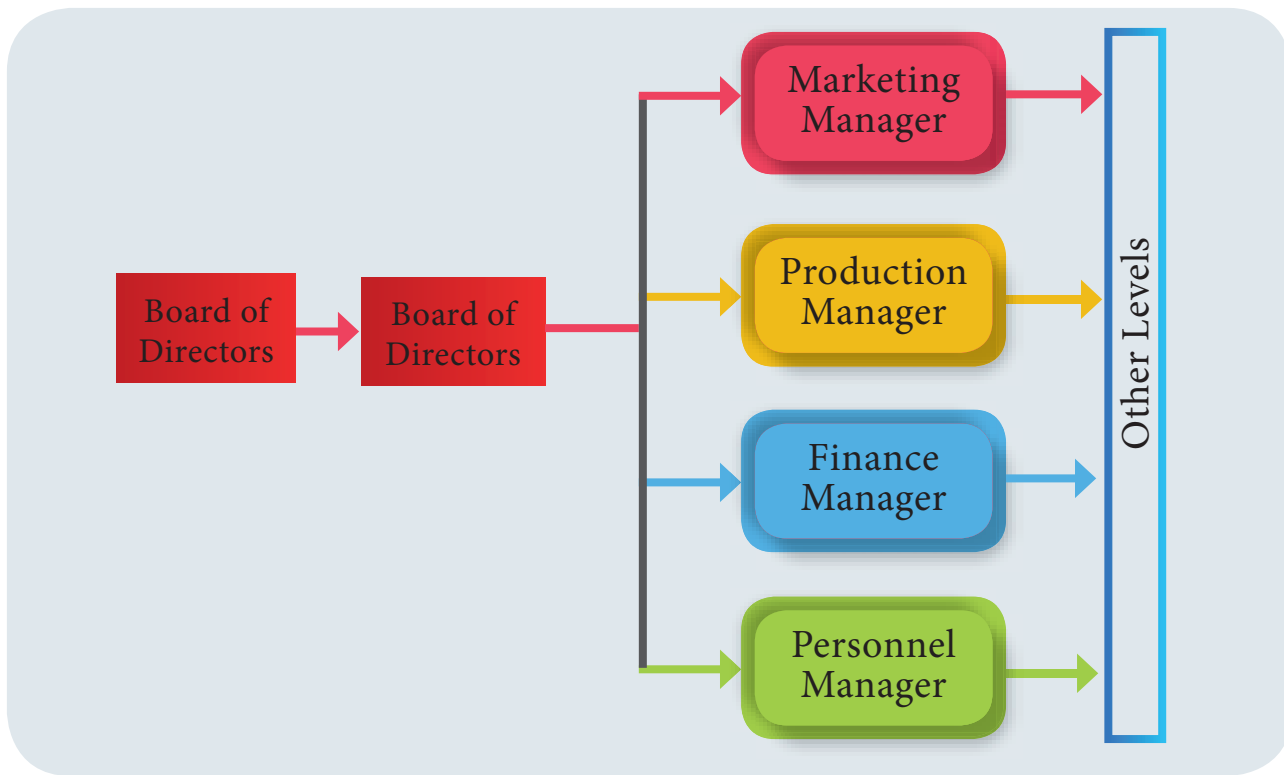 Board of
Directors
Board of
Directors
Marketing
Manager
Production
Manager
Finance
Manager
Personnel
Manager
Other Levels